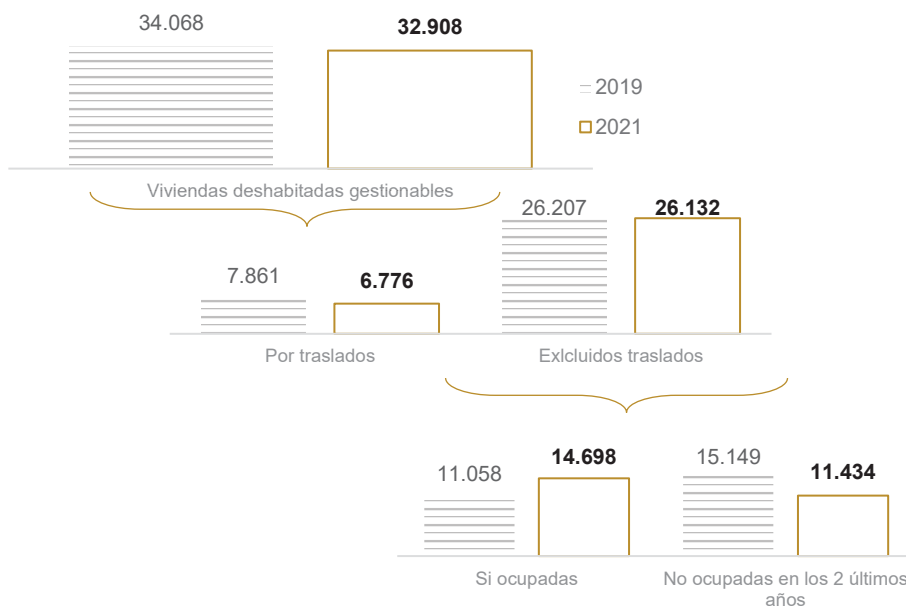 34.068
32.908
2019
2021
Viviendas deshabitadas gestionables
26.207
26.132
7.861
6.776
Por traslados
Exlcluidos traslados
11.058
14.698
15.149
11.434
Si ocupadas
No ocupadas en los 2 últimos
años